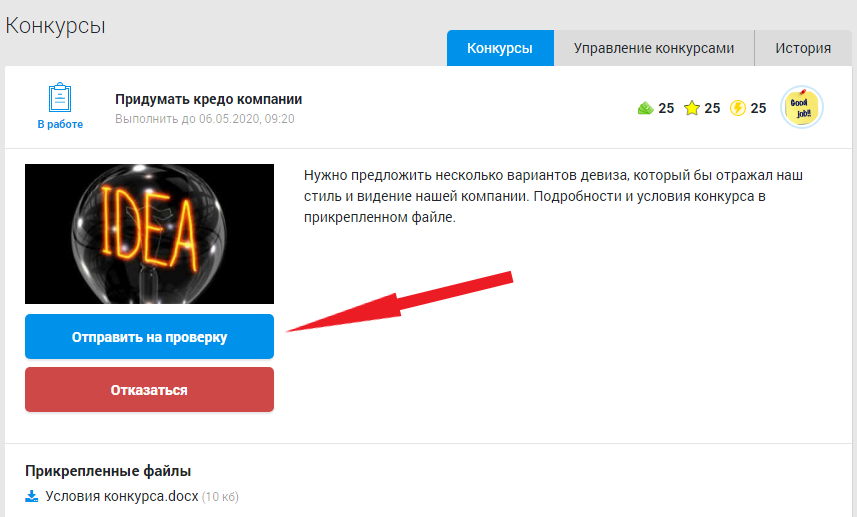 Конкурсы
Конкурсы Управление конкурсами История
Придумать кредо компании
В работе
Выполнить до 06.05.2020, 09:20
25 25 25
Good job!!
IDEA
Нужно предложить несколько вариантов девиза, который бы отражал наш
стиль и видение нашей компании. Подробности и условия конкурса в
прикрепленном файле.
Отправить на проверку
Отказаться
Прикрепленные файлы
Условия конкурса.docx (10 кб)